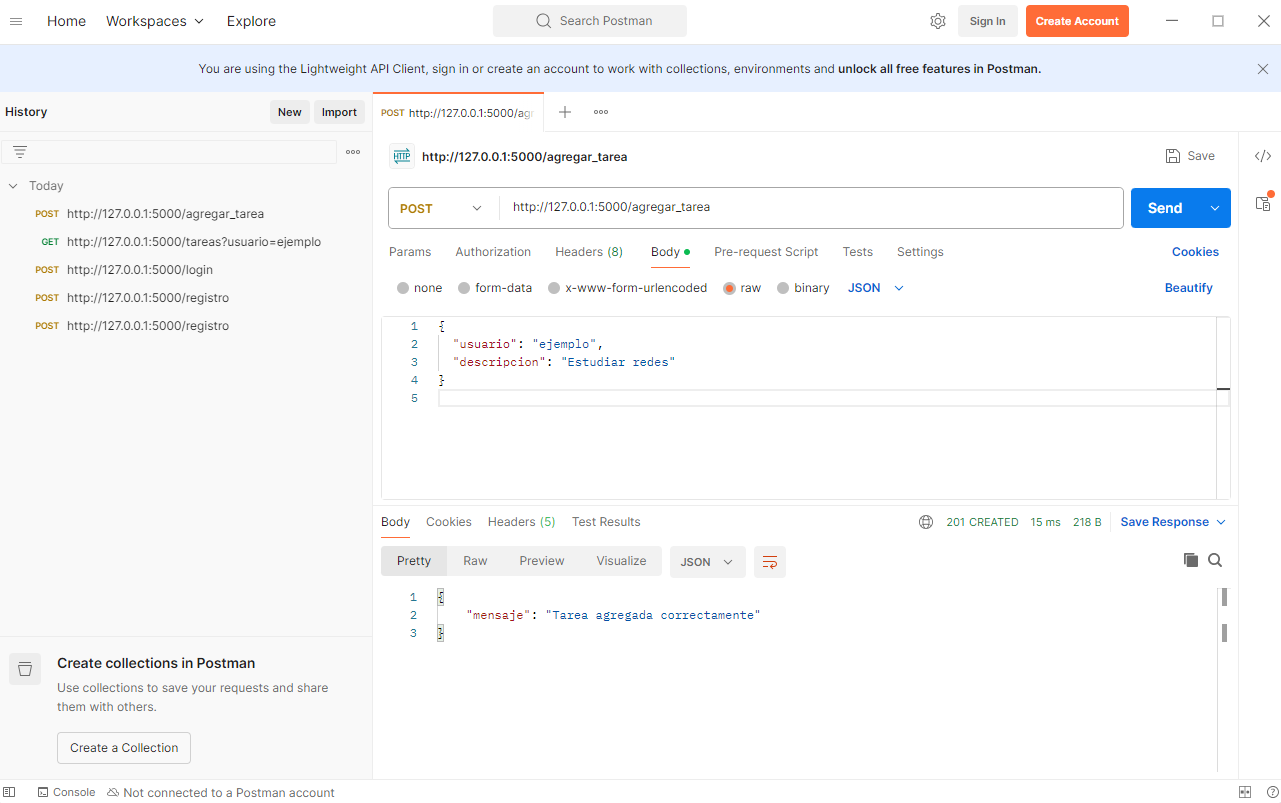 Home Workspaces Explore Search Postman Sign In Create Account
You are using the Lightweight API Client, sign in or create an account to work with collections, environments and unlock all free features in Postman.
History New Import
Today
POST http://127.0.0.1:5000/agregar_tarea
GET http://127.0.0.1:5000/tareas?usuario=ejemplo
POST http://127.0.0.1:5000/login
POST http://127.0.0.1:5000/registro
POST http://127.0.0.1:5000/registro
Create collections in Postman
Use collections to save your requests and share
them with others.
Create a Collection
POST http://127.0.0.1:5000/agr
HTTP http://127.0.0.1:5000/agregar_tarea Save
POST http://127.0.0.1:5000/agregar_tarea Send
Params Authorization Headers (8) Body Pre-request Script Tests Settings Cookies
none form-data x-www-form-urlencoded raw binary JSON Beautify
1 {
2 "usuario": "ejemplo",
3 "descripcion": "Estudiar redes"
4 }
5
Body Cookies Headers (5) Test Results 201 CREATED 15 ms 218 B Save Response
Pretty Raw Preview Visualize JSON
1 {
2 "mensaje": "Tarea agregada correctamente"
3 }
Console Not connected to a Postman account